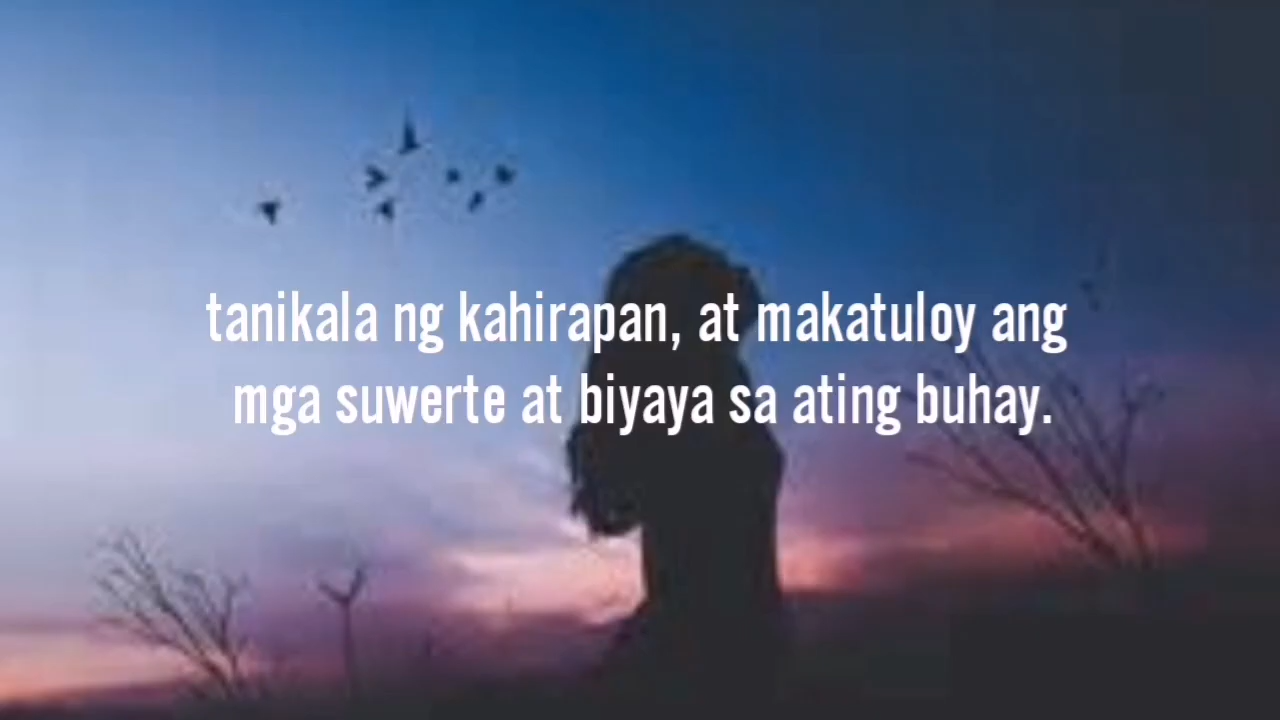 tanikala ng kahirapan, at makatuloy ang
mga suwerte at biyaya sa ating buhay.